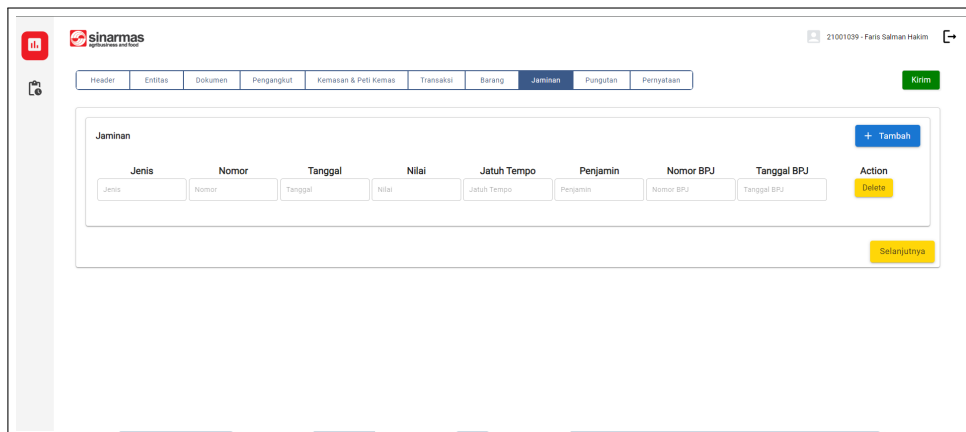 sinarmas
agribusiness and food
21001039 - Faris Salman Hakim
Header Entitas Dokumen Pengangkut Kemasan & Peti Kemas Transaksi Barang Jaminan Pungutan Pernyataan Kirim
Jaminan + Tambah
Jenis Nomor Tanggal Nilai Jatuh Tempo Penjamin Nomor BPJ Tanggal BPJ Action
Jenis Nomor Tanggal Nilai Jatuh Tempo Penjamin Nomor BPJ Tanggal BPJ Delete
Selanjutnya